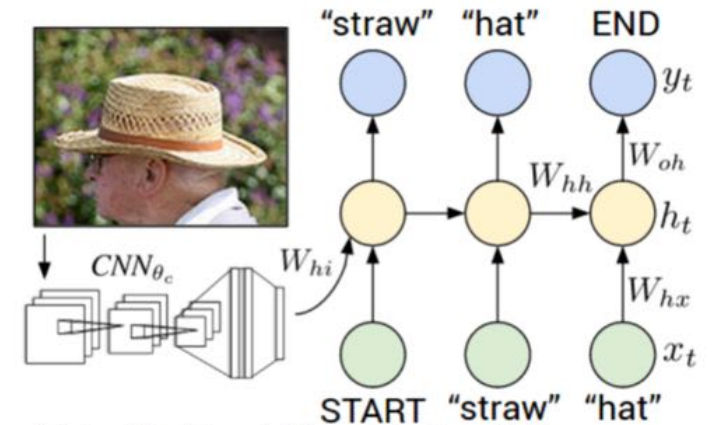 “straw” “hat” END
y_t
W_oh
W_hh
h_t
CNN_θc
W_hi
W_hx
x_t
START “straw” “hat”